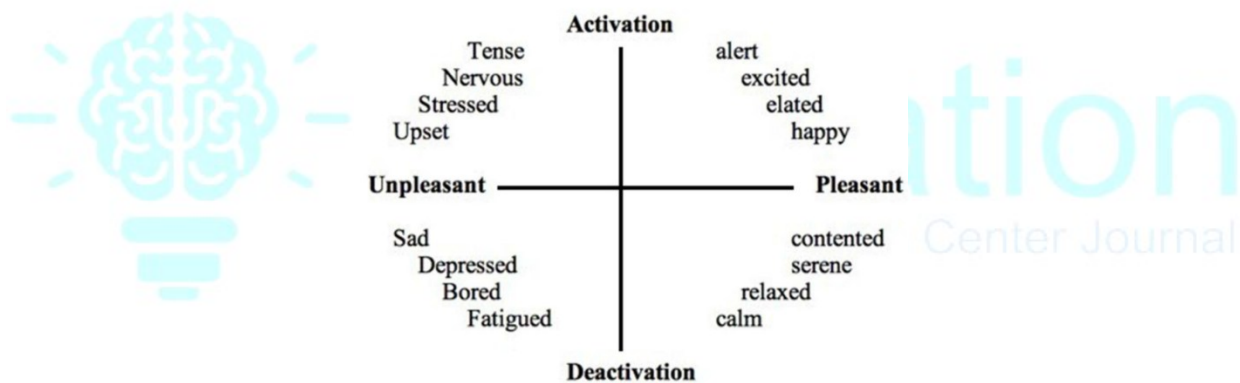 Activation
Tense alert
Nervous excited
Stressed elated
Upset happy
Unpleasant Pleasant
Sad contented
Depressed serene
Bored relaxed
Fatigued calm
Deactivation
ation
Center Journal